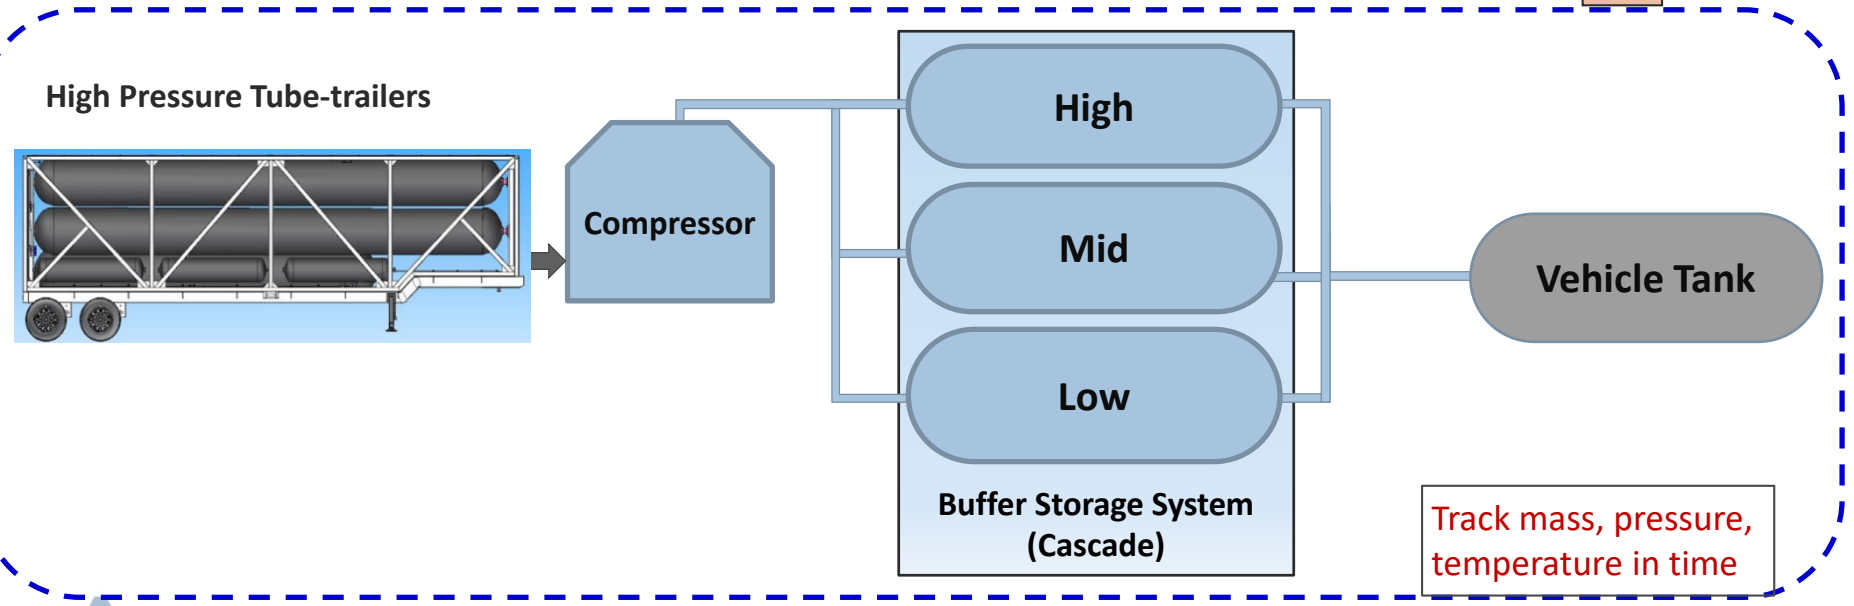 High Pressure Tube-trailers
Compressor
High
Mid
Low
Buffer Storage System
(Cascade)
Vehicle Tank
Track mass, pressure,
temperature in time